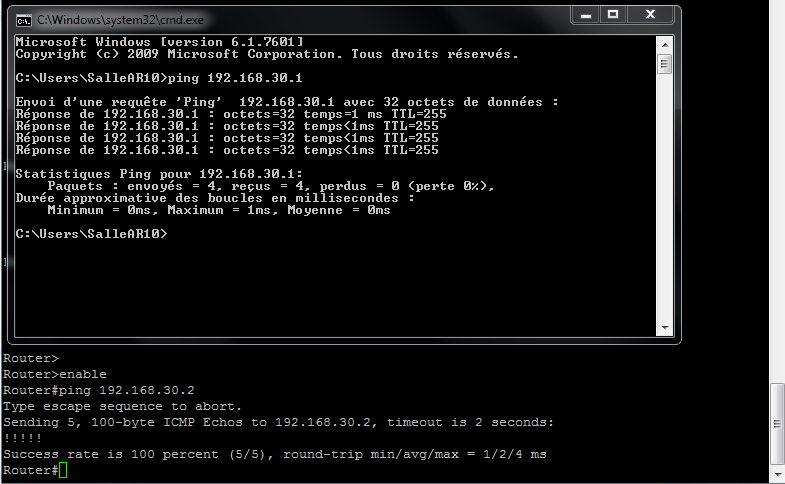 C:\Windows\system32\cmd.exe
Microsoft Windows [version 6.1.7601]
Copyright (c) 2009 Microsoft Corporation. Tous droits réservés.
C:\Users\SalleAR10>ping 192.168.30.1
Envoi d'une requête 'Ping'  192.168.30.1 avec 32 octets de données :
Réponse de 192.168.30.1 : octets=32 temps=1 ms TTL=255
Réponse de 192.168.30.1 : octets=32 temps<1ms TTL=255
Réponse de 192.168.30.1 : octets=32 temps<1ms TTL=255
Réponse de 192.168.30.1 : octets=32 temps<1ms TTL=255
Statistiques Ping pour 192.168.30.1:
    Paquets : envoyés = 4, reçus = 4, perdus = 0 (perte 0%),
Durée approximative des boucles en millisecondes :
    Minimum = 0ms, Maximum = 1ms, Moyenne = 0ms
C:\Users\SalleAR10>
Router>
Router>enable
Router#ping 192.168.30.2
Type escape sequence to abort.
Sending 5, 100-byte ICMP Echos to 192.168.30.2, timeout is 2 seconds:
!!!!!
Success rate is 100 percent (5/5), round-trip min/avg/max = 1/2/4 ms
Router#